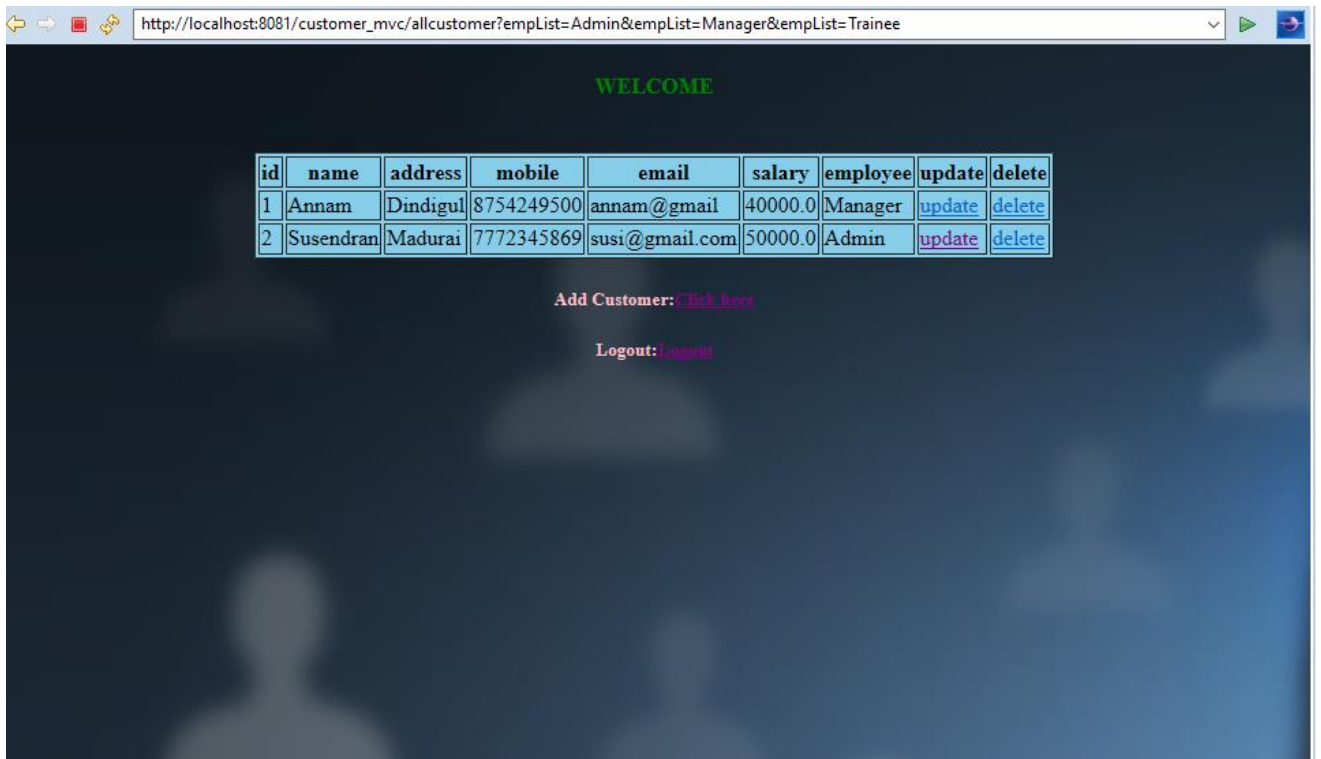 http://localhost:8081/customer_mvc/allcustomer?empList=Admin&empList=Manager&empList=Trainee
WELCOME
id name address mobile email salary employee update delete
1 Annam Dindigul 8754249500 annam@gmail 40000.0 Manager update delete
2 Susendran Madurai 7772345869 susi@gmail.com 50000.0 Admin update delete
Add Customer:Click here
Logout:Logout